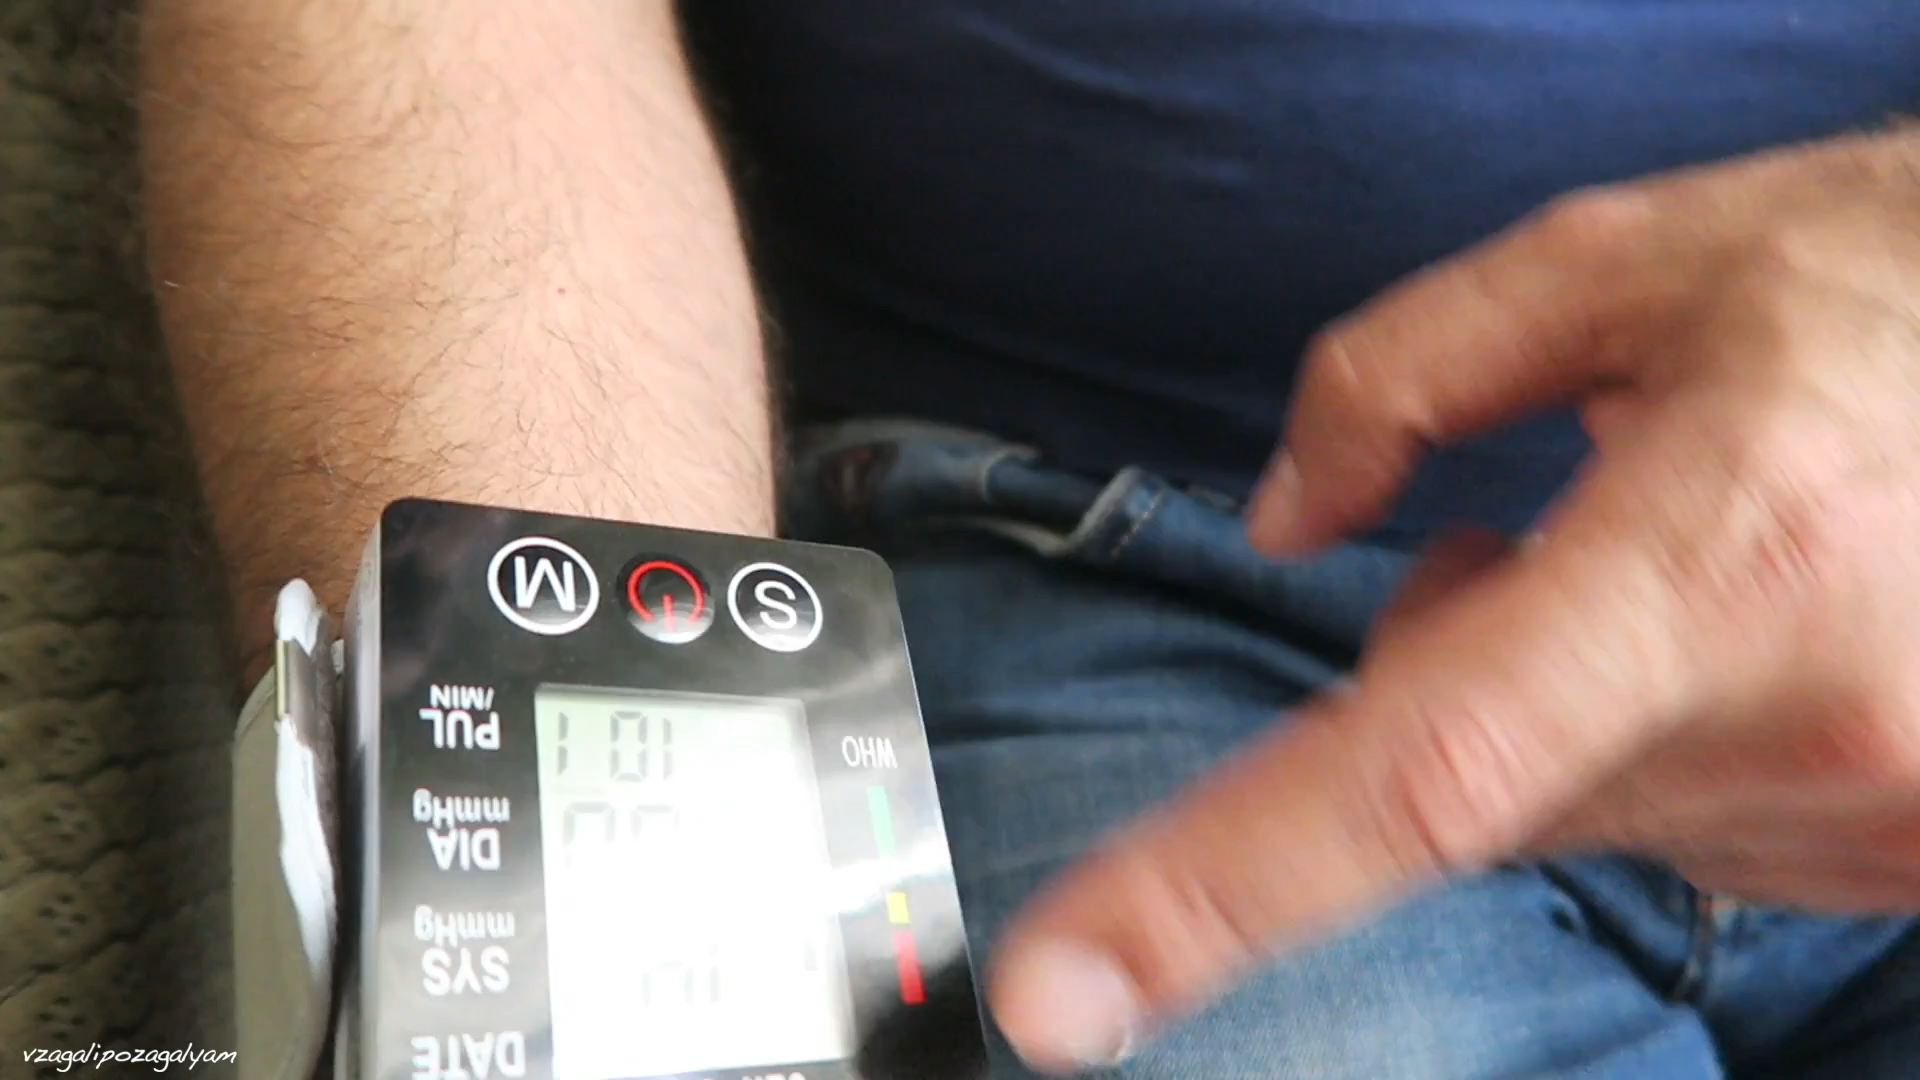 M S
PUL
/MIN
101
WHO
DIA
mmHg
SYS
mmHg
DATE
vzagalipozagalyam